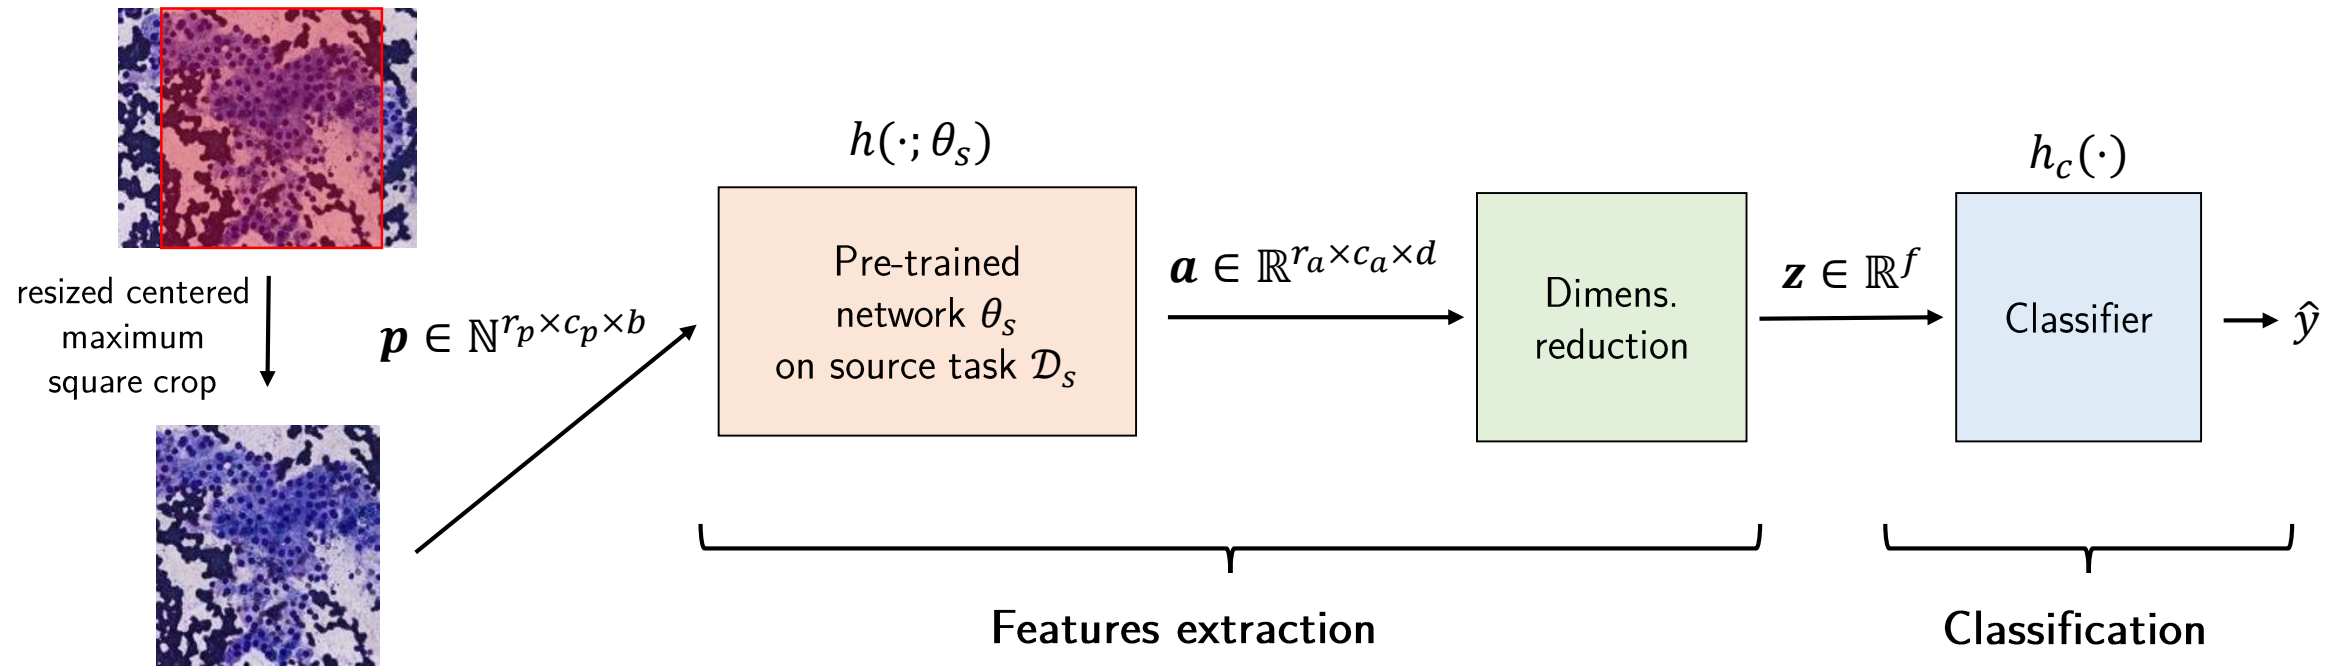 resized centered
maximum
square crop
𝒑 ∈ ℕ^{r_p×c_p×b}
h(·; θ_s)
Pre-trained
network θ_s
on source task 𝒟_s
𝒂 ∈ ℝ^{r_a×c_a×d}
Dimens.
reduction
𝒛 ∈ ℝ^f
h_c(·)
Classifier
ŷ
Features extraction
Classification